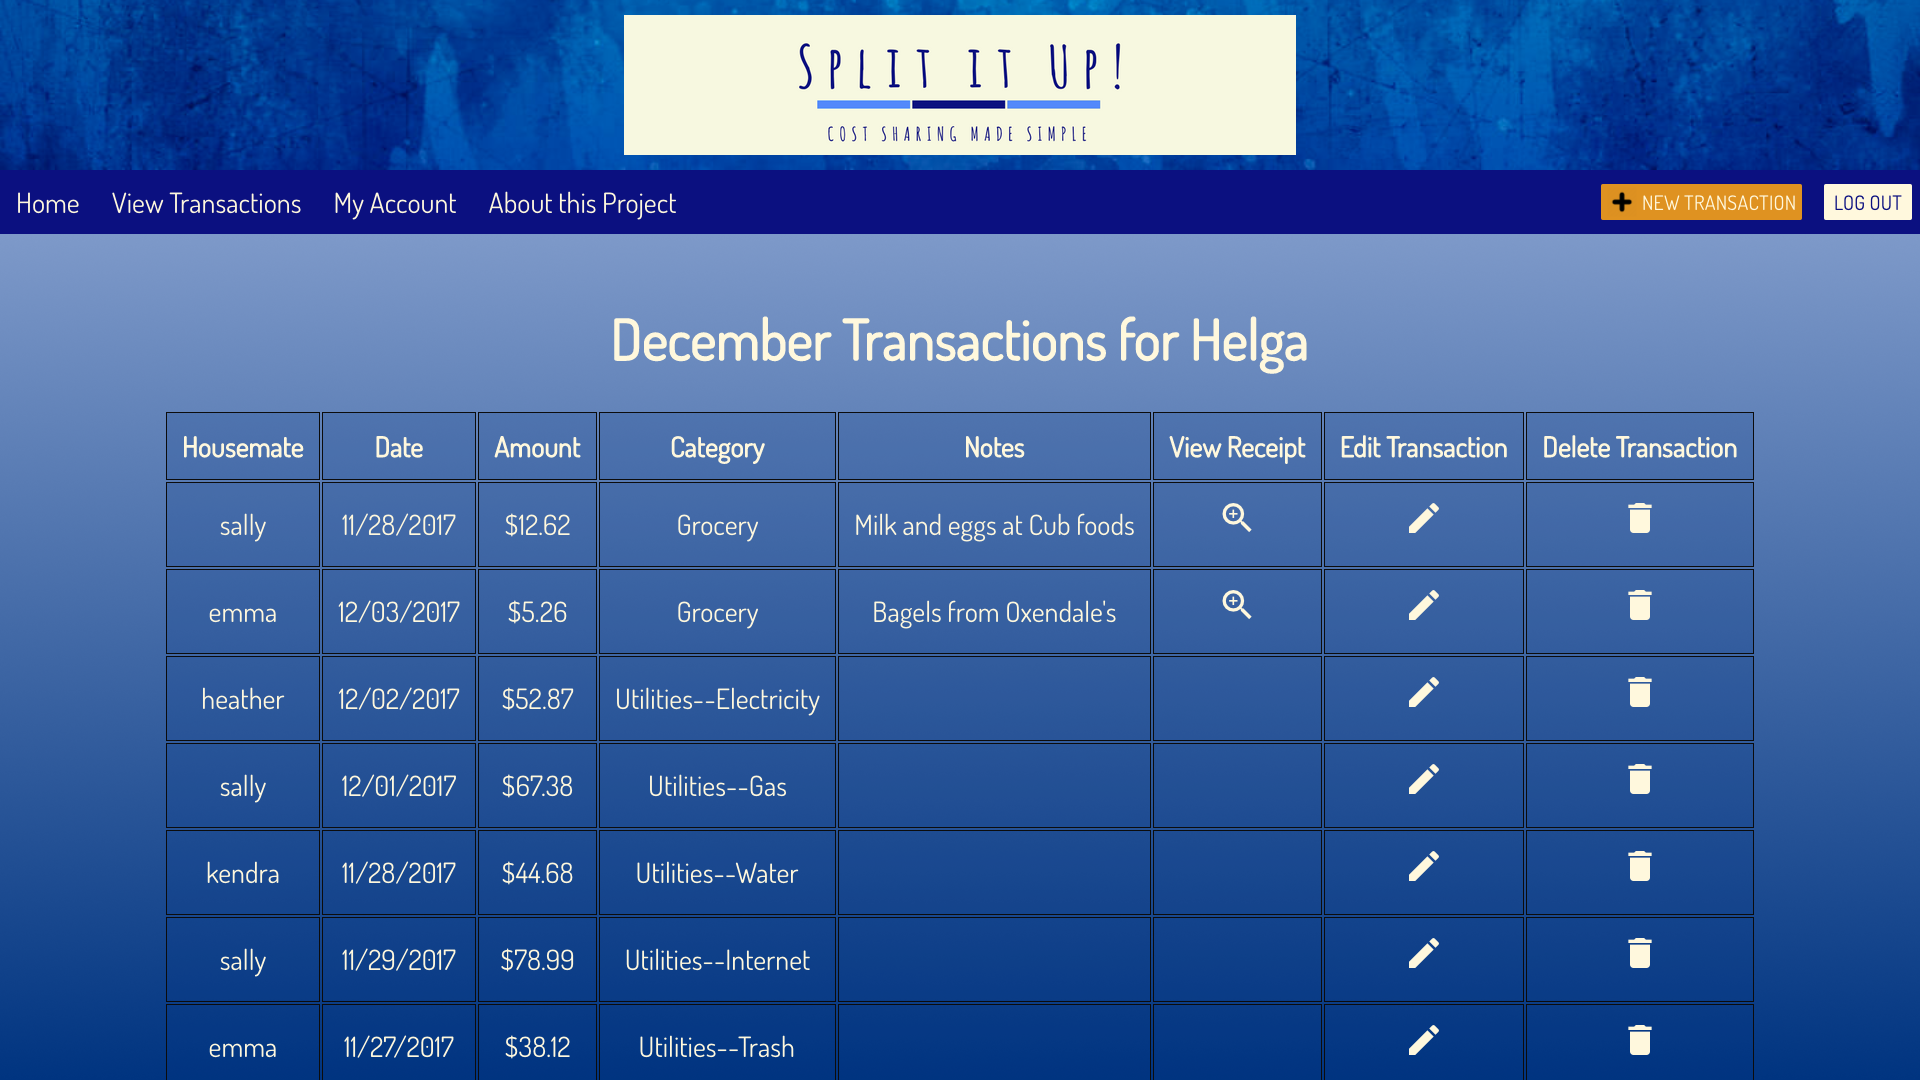 Split it Up!
cost sharing made simple
Home View Transactions My Account About this Project NEW TRANSACTION LOG OUT
December Transactions for Helga
Housemate Date Amount Category Notes View Receipt Edit Transaction Delete Transaction
sally 11/28/2017 $12.62 Grocery Milk and eggs at Cub foods
emma 12/03/2017 $5.26 Grocery Bagels from Oxendale's
heather 12/02/2017 $52.87 Utilities--Electricity
sally 12/01/2017 $67.38 Utilities--Gas
kendra 11/28/2017 $44.68 Utilities--Water
sally 11/29/2017 $78.99 Utilities--Internet
emma 11/27/2017 $38.12 Utilities--Trash